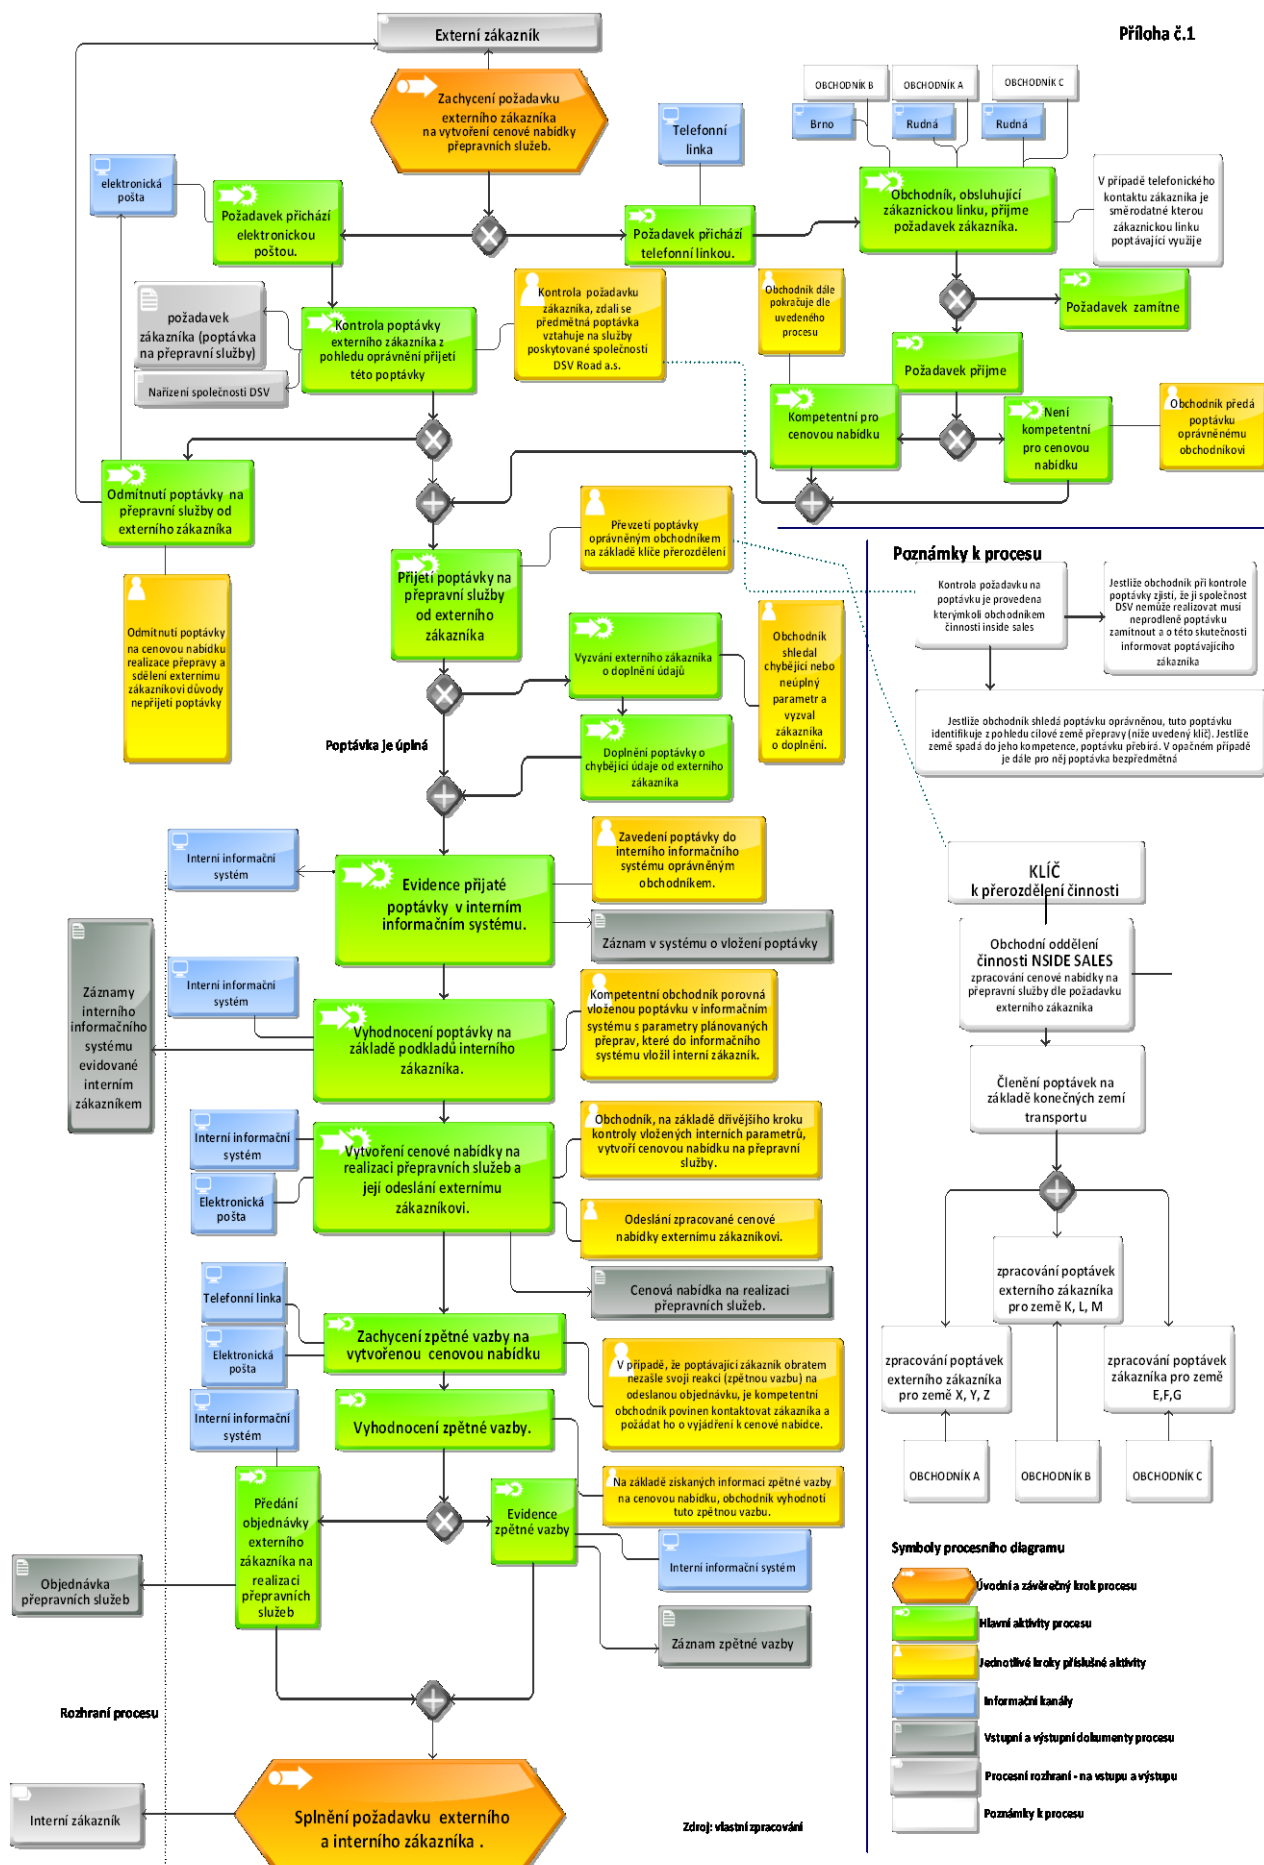 Příloha č.1
Externí zákazník
Zachycení požadavku
externího zákazníka
na vytvoření cenové nabídky
přepravních služeb.
Telefonní
linka
OBCHODNÍK B
OBCHODNÍK A
OBCHODNÍK C
Brno
Rudná
Rudná
elektronická
pošta
Požadavek přichází
elektronickou
poštou.
Požadavek přichází
telefonní linkou.
Obchodník, obsluhující
zákaznickou linku, přijme
požadavek zákazníka.
V případě telefonického
kontaktu zákazníka je
směrodatné kterou
zákaznickou linku
poptávající využije
požadavek
zákazníka (poptávka
na přepravní služby)
Nařízení společnosti DSV
Kontrola poptávky
externího zákazníka z
pohledu oprávnění přijetí
této poptávky
Kontrola požadavku
zákazníka, zdali se
předmětná poptávka
vztahuje na služby
poskytované společností
DSV Road a.s.
Obchodník dále
pokračuje dle
uvedeného
procesu
Požadavek zamítne
Požadavek přijme
Kompetentní pro
cenovou nabídku
Není
kompetentní
pro cenovou
nabídku
Obchodník předá
poptávku
oprávněnému
obchodníkovi
Odmítnutí poptávky na
přepravní služby od
externího zákazníka
Převzetí poptávky
oprávněným obchodníkem
na základě klíče přerozdělení
Odmítnutí poptávky
na cenovou nabídku
realizace přepravy a
sdělení externímu
zákazníkovi důvody
nepřijetí poptávky
Přijetí poptávky na
přepravní služby
od externího
zákazníka
Vyzvání externího zákazníka
o doplnění údajů
Obchodník
shledal
chybějící nebo
neúplný
parametr a
vyzval
zákazníka
o doplnění.
Poptávka je úplná
Doplnění poptávky o
chybějící údaje od externího
zákazníka
Poznámky k procesu
Kontrola požadavku na
poptávku je provedena
kterýmkoli obchodníkem
činnosti inside sales
Jestliže obchodník při kontrole
poptávky zjistí, že ji společnost
DSV nemůže realizovat musí
neprodleně poptávku
zamítnout a o této skutečnosti
informovat poptávajícího
zákazníka
Jestliže obchodník shledá poptávku oprávněnou, tuto poptávku
identifikuje z pohledu cílové země přepravy (níže uvedený klíč). Jestliže
země spadá do jeho kompetence, poptávku přebírá. V opačném případě
je dále pro něj poptávka bezpředmětná
Interní informační
systém
Evidence přijaté
poptávky v interním
informačním systému.
Zavedení poptávky do
interního informačního
systému oprávněným
obchodníkem.
Záznam v systému o vložení poptávky
Záznamy
interního
informačního
systému
evidované
interním
zákazníkem
Interní informační
systém
Vyhodnocení poptávky na
základě podkladů interního
zákazníka.
Kompetentní obchodník porovná
vloženou poptávku v informačním
systému s parametry plánovaných
přeprav, které do informačního
systému vložil interní zákazník.
Interní informační
systém
Elektronická
pošta
Vytvoření cenové nabídky na
realizaci přepravních služeb a
její odeslání externímu
zákazníkovi.
Obchodník, na základě dřívějšího kroku
kontroly vložených interních parametrů,
vytvoří cenovou nabídku na přepravní
služby.
Odeslání zpracované cenové
nabídky externímu zákazníkovi.
Cenová nabídka na realizaci
přepravních služeb.
Telefonní linka
Elektronická
pošta
Zachycení zpětné vazby na
vytvořenou cenovou nabídku
V případě, že poptávající zákazník obratem
nezašle svoji reakci (zpětnou vazbu) na
odeslanou objednávku, je kompetentní
obchodník povinen kontaktovat zákazníka a
požádat ho o vyjádření k cenové nabídce.
Interní informační
systém
Vyhodnocení zpětné vazby.
Na základě získaných informací zpětné vazby
na cenovou nabídku, obchodník vyhodnotí
tuto zpětnou vazbu.
Předání
objednávky
externího
zákazníka na
realizaci
přepravních
služeb
Evidence
zpětné vazby
Interní informační systém
Záznam zpětné vazby
Objednávka
přepravních služeb
Rozhraní procesu
Interní zákazník
Splnění požadavku externího
a interního zákazníka .
Zdroj: vlastní zpracování
KLÍČ
k přerozdělení činnosti
Obchodní oddělení
činnosti NSIDE SALES
zpracování cenové nabídky na
přepravní služby dle požadavku
externího zákazníka
Členění poptávek na
základě konečných zemí
transportu
zpracování poptávek
externího zákazníka
pro země K, L, M
zpracování poptávek
externího zákazníka
pro země X, Y, Z
zpracování poptávek
zákazníka pro země
E,F,G
OBCHODNÍK A
OBCHODNÍK B
OBCHODNÍK C
Symboly procesního diagramu
Úvodní a závěrečný krok procesu
Hlavní aktivity procesu
Jednotlivé kroky příslušné aktivity
Informační kanály
Vstupní a výstupní dokumenty procesu
Procesní rozhraní - na vstupu a výstupu
Poznámky k procesu